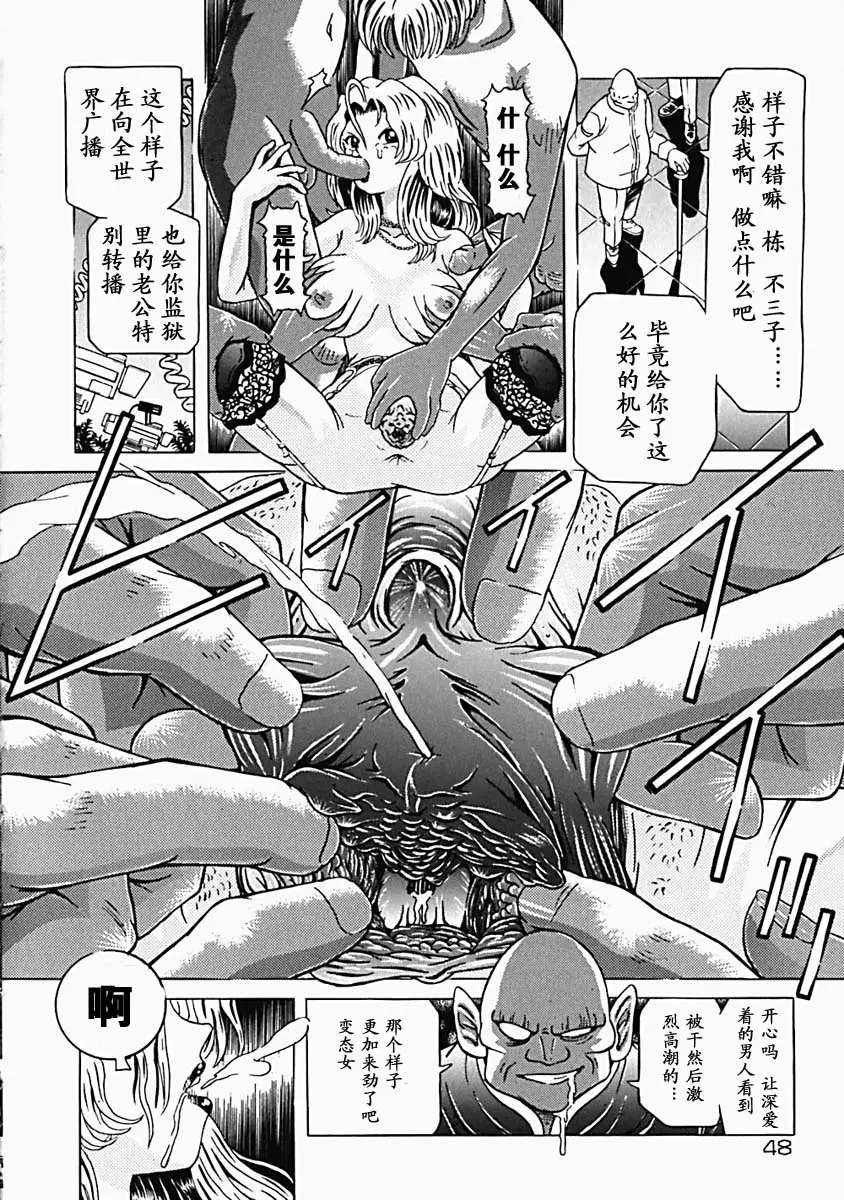 样子不错嘛 栋 不三子……
感谢我啊 做点什么吧
毕竟给你了这
么好的机会
什 什么
是什么
这个样子
在向全世
界广播
也给你监狱
里的老公特
别转播
开心吗 让深爱
着的男人看到
被干然后激
烈高潮的…
那个样子
更加来劲了吧
变态女
啊
48